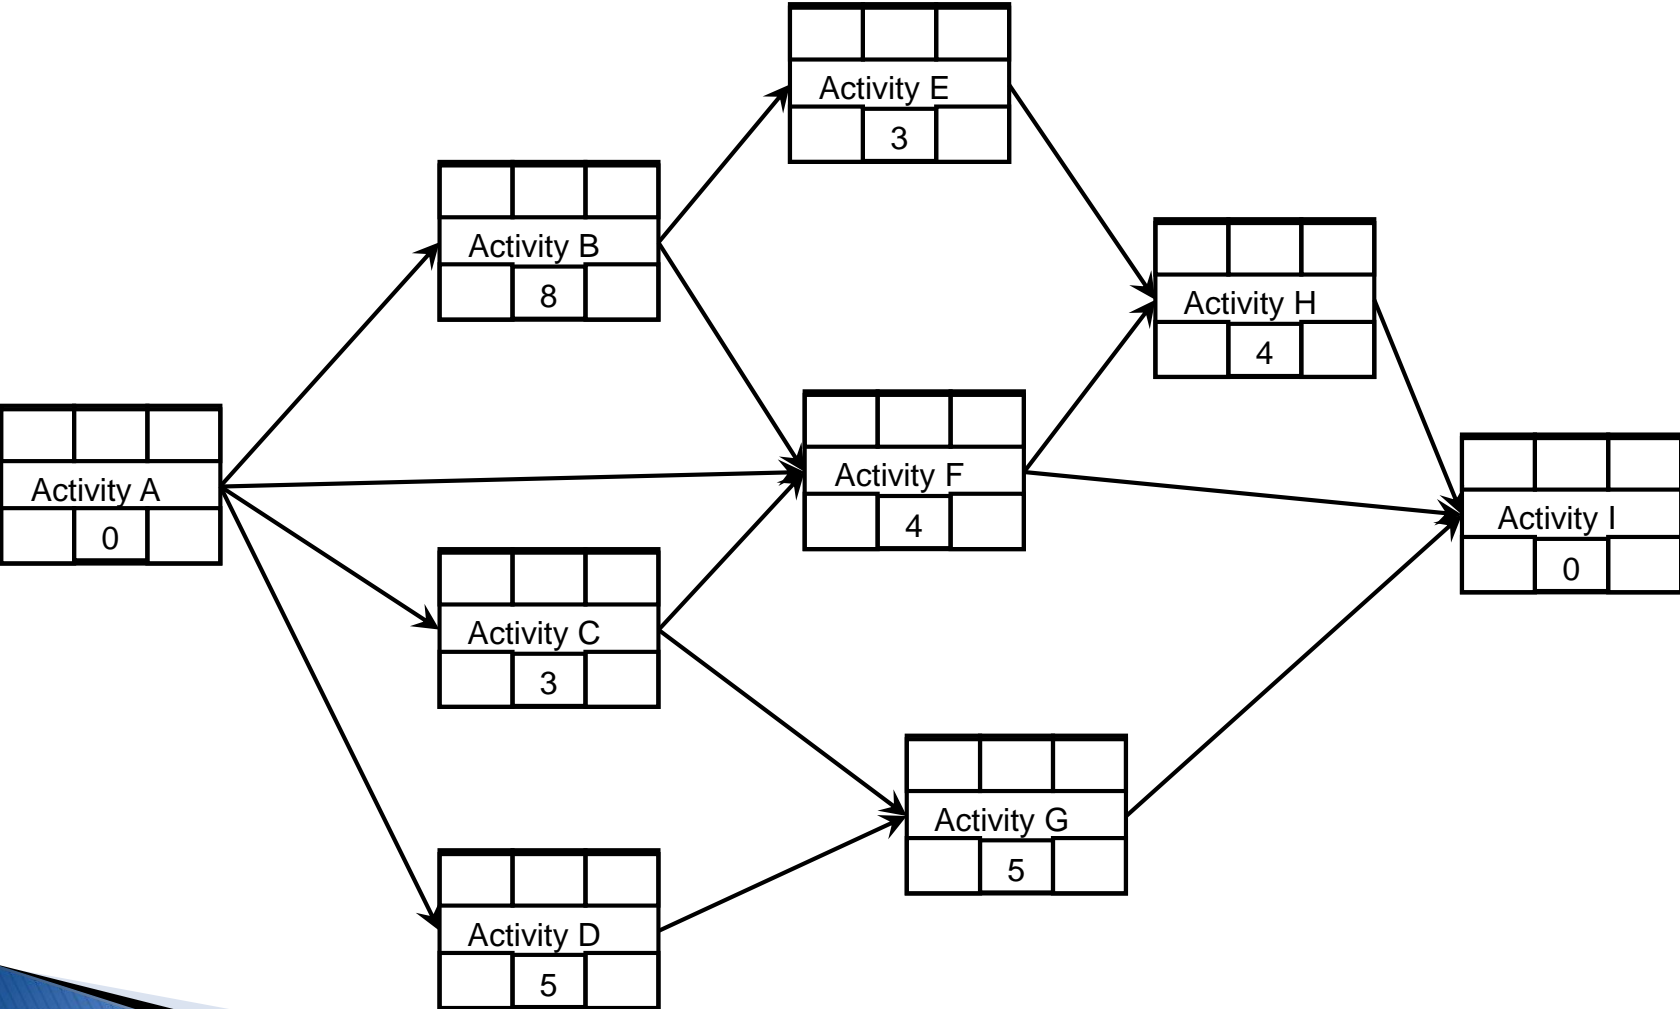 Activity E
3
Activity B
8
Activity H
4
Activity A
0
Activity F
4
Activity I
0
Activity C
3
Activity G
5
Activity D
5